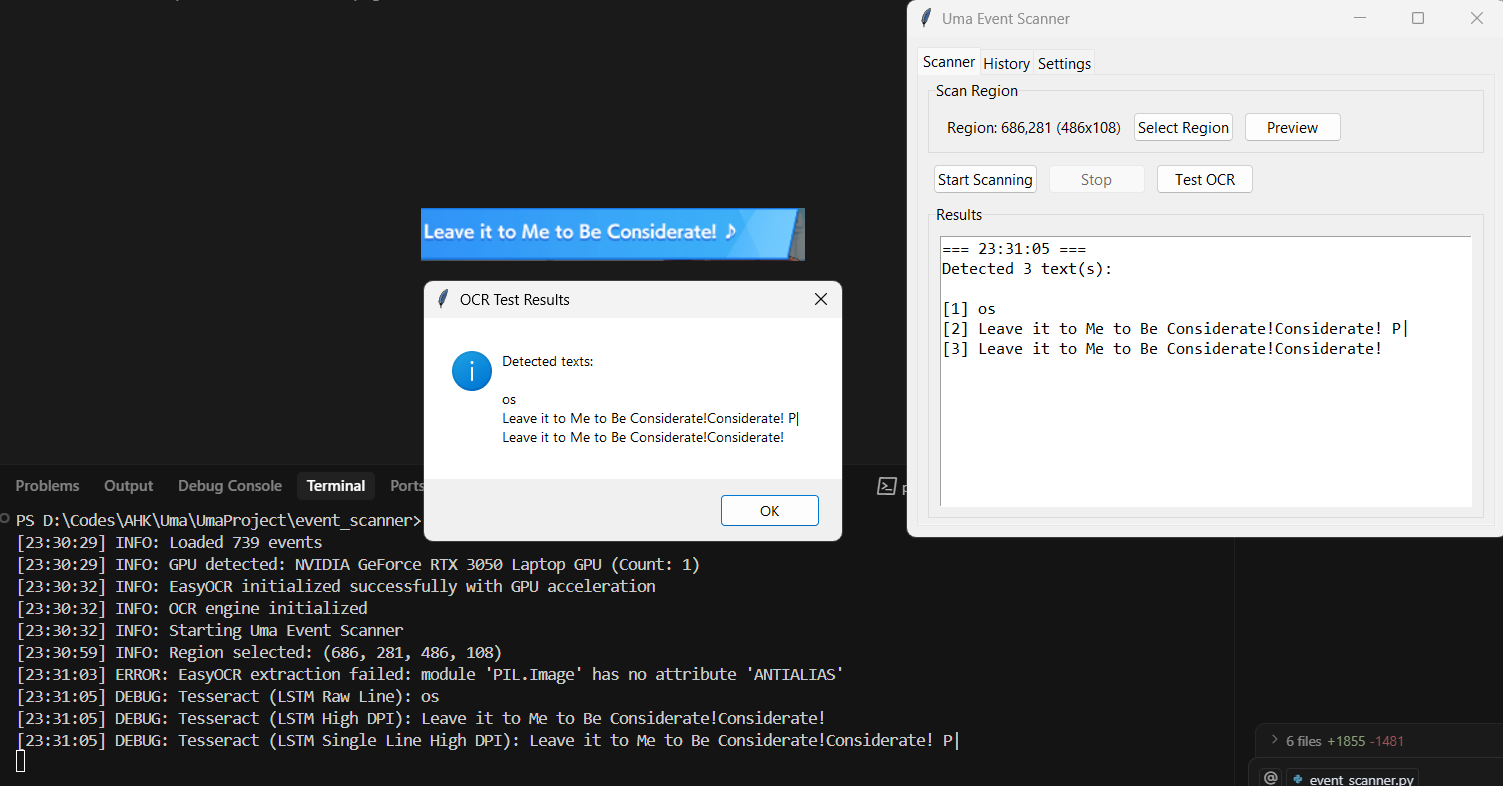 Uma Event Scanner
Scanner History Settings
Scan Region
Region: 686,281 (486x108) Select Region Preview
Start Scanning Stop Test OCR
Results
=== 23:31:05 ===
Detected 3 text(s):
[1] os
[2] Leave it to Me to Be Considerate!Considerate! P|
[3] Leave it to Me to Be Considerate!Considerate!
Leave it to Me to Be Considerate! ♪
OCR Test Results
Detected texts:
os
Leave it to Me to Be Considerate!Considerate! P|
Leave it to Me to Be Considerate!Considerate!
OK
Problems Output Debug Console Terminal Ports
PS D:\Codes\AHK\Uma\UmaProject\event_scanner>
[23:30:29] INFO: Loaded 739 events
[23:30:29] INFO: GPU detected: NVIDIA GeForce RTX 3050 Laptop GPU (Count: 1)
[23:30:32] INFO: EasyOCR initialized successfully with GPU acceleration
[23:30:32] INFO: OCR engine initialized
[23:30:32] INFO: Starting Uma Event Scanner
[23:30:59] INFO: Region selected: (686, 281, 486, 108)
[23:31:03] ERROR: EasyOCR extraction failed: module 'PIL.Image' has no attribute 'ANTIALIAS'
[23:31:05] DEBUG: Tesseract (LSTM Raw Line): os
[23:31:05] DEBUG: Tesseract (LSTM High DPI): Leave it to Me to Be Considerate!Considerate!
[23:31:05] DEBUG: Tesseract (LSTM Single Line High DPI): Leave it to Me to Be Considerate!Considerate! P|
6 files +1855 -1481
@ event_scanner.py